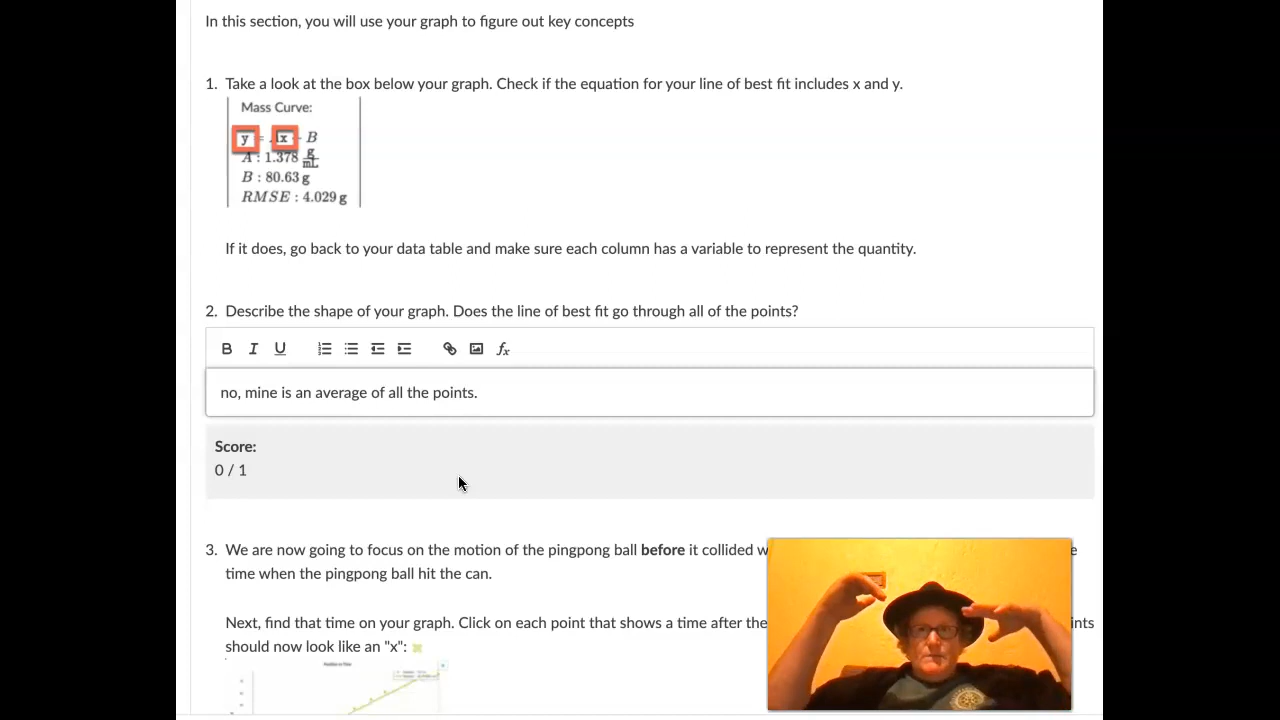 In this section, you will use your graph to figure out key concepts
1. Take a look at the box below your graph. Check if the equation for your line of best fit includes x and y.
Mass Curve:
y = x B
A : 1.378 g/mL
B : 80.63 g
RMSE : 4.029 g
If it does, go back to your data table and make sure each column has a variable to represent the quantity.
2. Describe the shape of your graph. Does the line of best fit go through all of the points?
B I U fx
no, mine is an average of all the points.
Score:
0 / 1
3. We are now going to focus on the motion of the pingpong ball before it collided
time when the pingpong ball hit the can.
Next, find that time on your graph. Click on each point that shows a time after the
should now look like an "x":